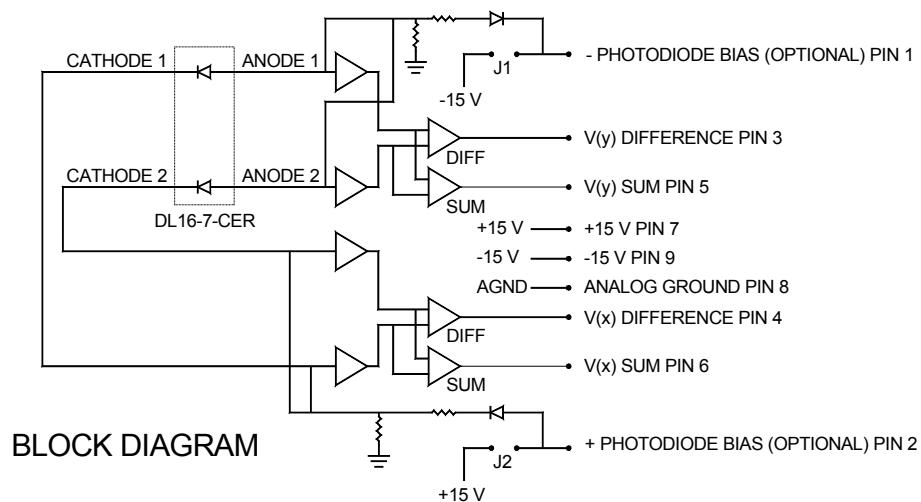 CATHODE 1
ANODE 1
J1
-15 V
- PHOTODIODE BIAS (OPTIONAL) PIN 1
V(y) DIFFERENCE PIN 3
DIFF
CATHODE 2
ANODE 2
V(y) SUM PIN 5
SUM
DL16-7-CER
+15 V
+15 V PIN 7
-15 V
-15 V PIN 9
AGND
ANALOG GROUND PIN 8
V(x) DIFFERENCE PIN 4
DIFF
V(x) SUM PIN 6
SUM
BLOCK DIAGRAM
J2
+ PHOTODIODE BIAS (OPTIONAL) PIN 2
+15 V